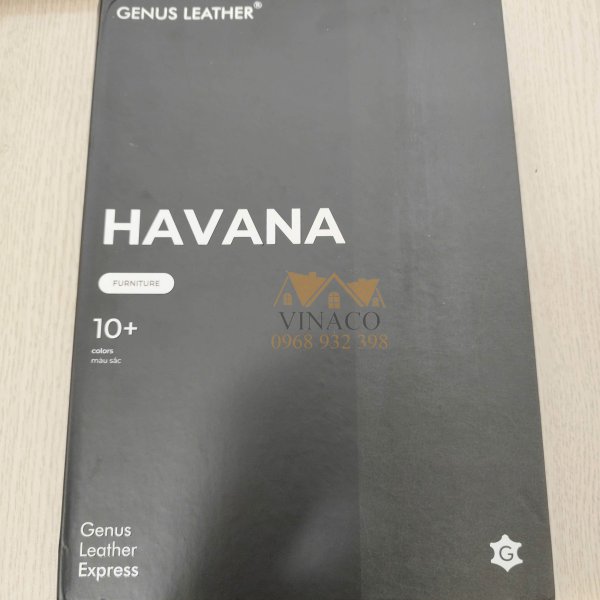 GENUS LEATHER®
HAVANA
FURNITURE
10+
colors
màu sắc
VINACO
0968 932 398
Genus
Leather
Express
G